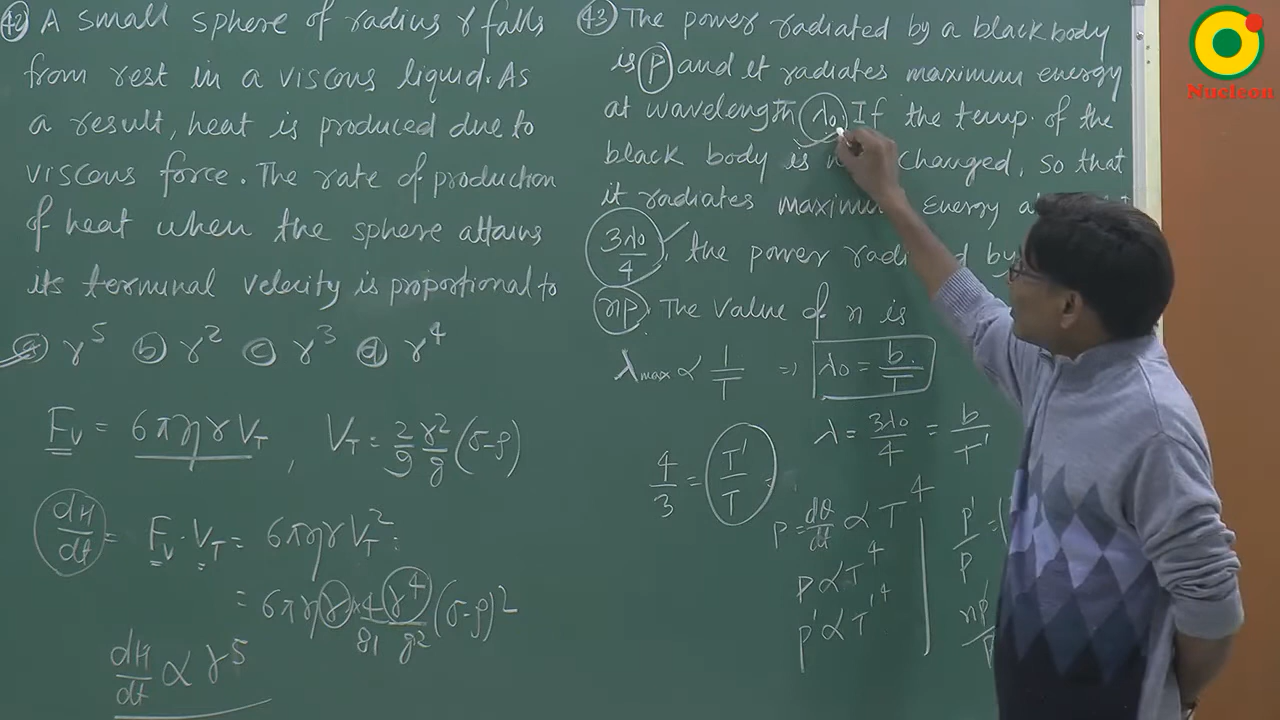 (42) A small sphere of radius r falls
from rest in a viscous liquid. As
a result, heat is produced due to
viscous force. The rate of production
of heat when the sphere attains
its terminal velocity is proportional to
(a) r⁵ (b) r² (c) r³ (d) r⁴
F_V = 6πηr V_T , V_T = 2/9 r²/g (σ-ρ)
dH/dt = F_V · V_T = 6πηr V_T²
= 6πηr × 4/81 r⁴/g² (σ-ρ)²
dH/dt ∝ r⁵
(43) The power radiated by a black body
is P and it radiates maximum energy
at wavelength λ₀. If the temp. of the
black body is changed, so that
it radiates maximum energy
3λ₀/4, the power by
nP. The value of n is
λmax ∝ 1/T ⇒ λ₀ = b/T
λ = 3λ₀/4 = b/T'
4/3 = T'/T =
P = dθ/dt ∝ T⁴
P ∝ T⁴
P' ∝ T'⁴
P'/P = (
nP/P
Nucleon